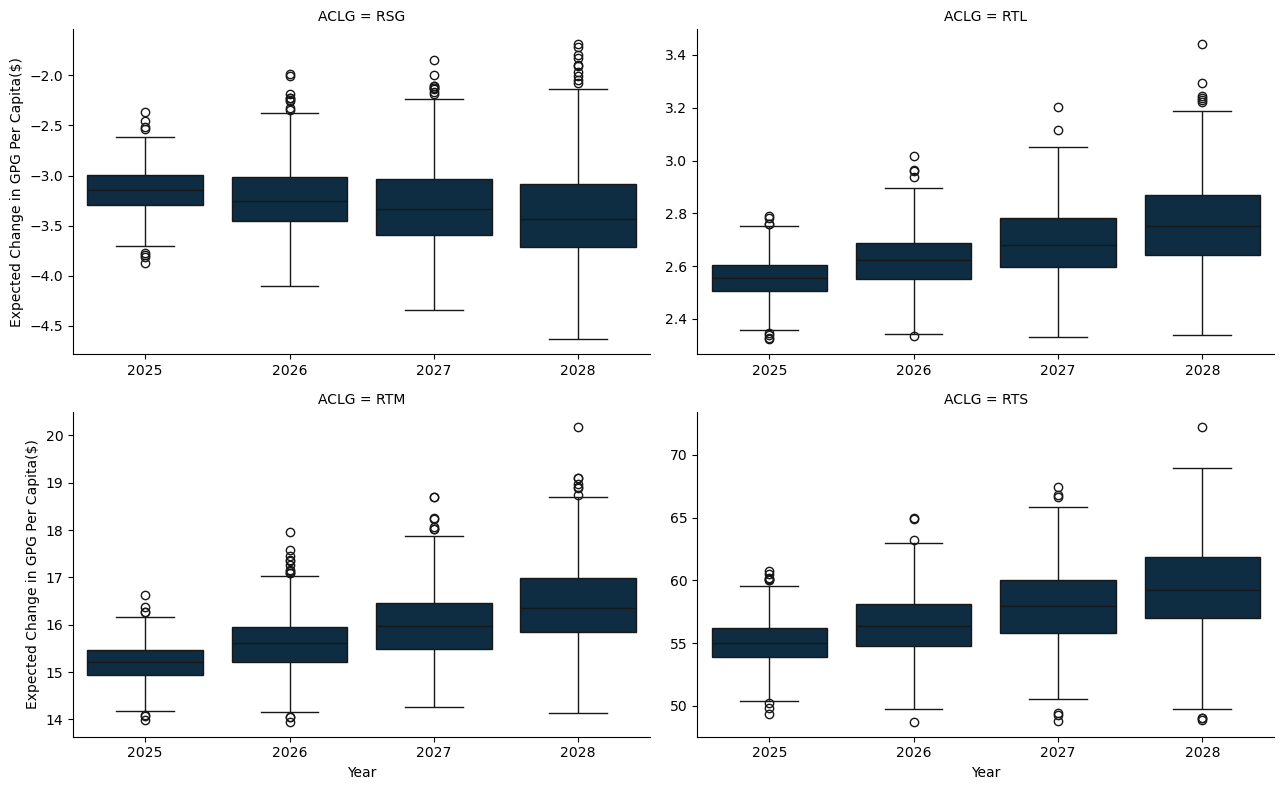 ACLG = RSG
Expected Change in GPG Per Capita($)
−2.0
−2.5
−3.0
−3.5
−4.0
−4.5
2025 2026 2027 2028
ACLG = RTL
3.4
3.2
3.0
2.8
2.6
2.4
2025 2026 2027 2028
ACLG = RTM
Expected Change in GPG Per Capita($)
20
19
18
17
16
15
14
2025 2026 2027 2028
Year
ACLG = RTS
70
65
60
55
50
2025 2026 2027 2028
Year